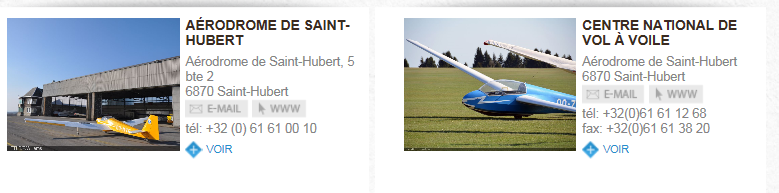 AÉRODROME DE SAINT-
HUBERT
Aérodrome de Saint-Hubert, 5
bte 2
6870 Saint-Hubert
E-MAIL WWW
tél: +32 (0) 61 61 00 10
VOIR
CENTRE NATIONAL DE
VOL À VOILE
Aérodrome de Saint-Hubert
6870 Saint-Hubert
E-MAIL WWW
tél: +32(0)61 61 12 68
fax: +32(0)61 61 38 20
VOIR